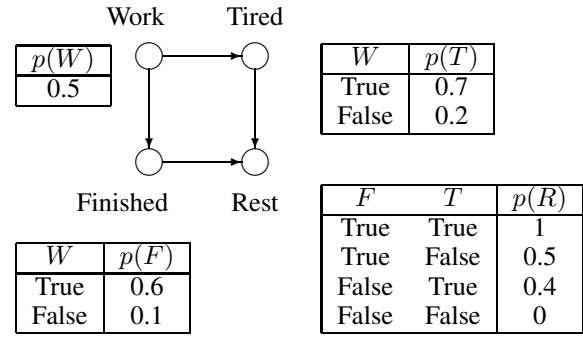 Work Tired
p(W)
0.5
W p(T)
True 0.7
False 0.2
Finished Rest
W p(F)
True 0.6
False 0.1
F T p(R)
True True 1
True False 0.5
False True 0.4
False False 0